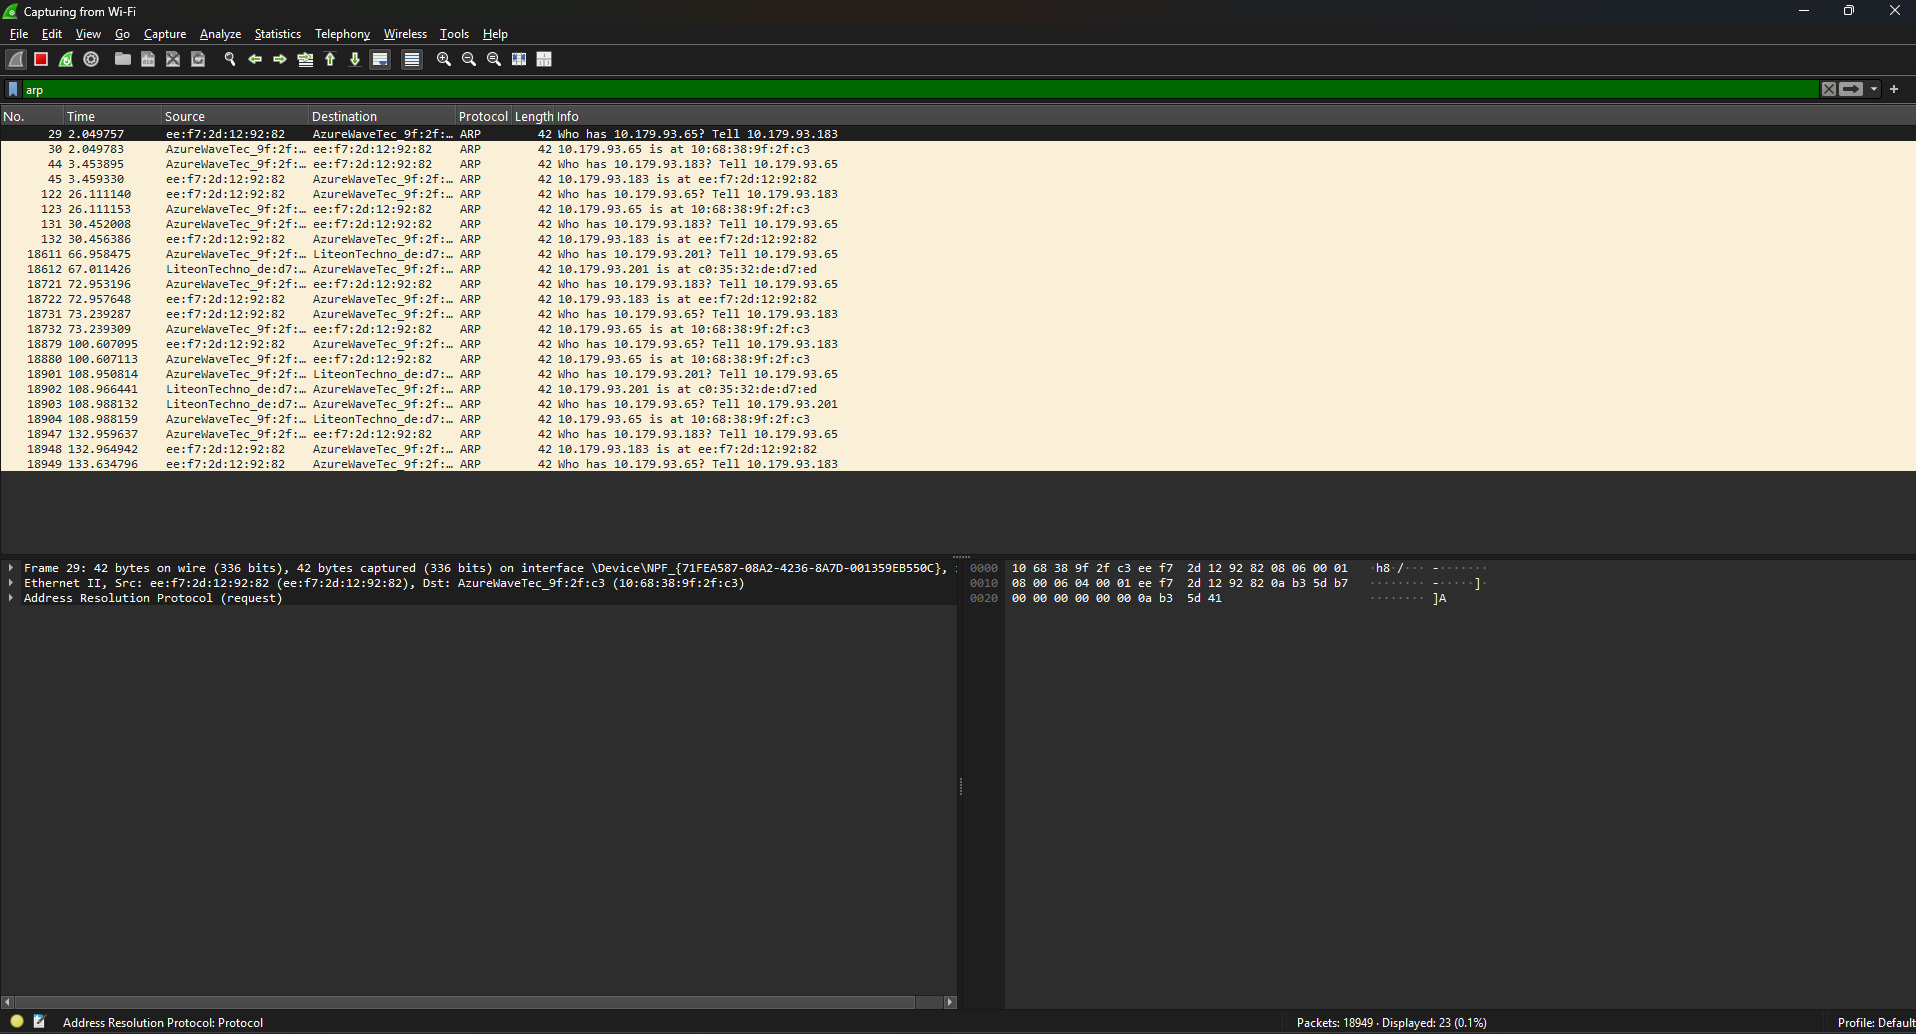 Capturing from Wi-Fi
File Edit View Go Capture Analyze Statistics Telephony Wireless Tools Help
arp
No. Time Source Destination Protocol Length Info
29 2.049757 ee:f7:2d:12:92:82 AzureWaveTec_9f:2f:… ARP 42 Who has 10.179.93.65? Tell 10.179.93.183
30 2.049783 AzureWaveTec_9f:2f:… ee:f7:2d:12:92:82 ARP 42 10.179.93.65 is at 10:68:38:9f:2f:c3
44 3.453895 AzureWaveTec_9f:2f:… ee:f7:2d:12:92:82 ARP 42 Who has 10.179.93.183? Tell 10.179.93.65
45 3.459330 ee:f7:2d:12:92:82 AzureWaveTec_9f:2f:… ARP 42 10.179.93.183 is at ee:f7:2d:12:92:82
122 26.111140 ee:f7:2d:12:92:82 AzureWaveTec_9f:2f:… ARP 42 Who has 10.179.93.65? Tell 10.179.93.183
123 26.111153 AzureWaveTec_9f:2f:… ee:f7:2d:12:92:82 ARP 42 10.179.93.65 is at 10:68:38:9f:2f:c3
131 30.452008 AzureWaveTec_9f:2f:… ee:f7:2d:12:92:82 ARP 42 Who has 10.179.93.183? Tell 10.179.93.65
132 30.456386 ee:f7:2d:12:92:82 AzureWaveTec_9f:2f:… ARP 42 10.179.93.183 is at ee:f7:2d:12:92:82
18611 66.958475 AzureWaveTec_9f:2f:… LiteonTechno_de:d7:… ARP 42 Who has 10.179.93.201? Tell 10.179.93.65
18612 67.011426 LiteonTechno_de:d7:… AzureWaveTec_9f:2f:… ARP 42 10.179.93.201 is at c0:35:32:de:d7:ed
18721 72.953196 AzureWaveTec_9f:2f:… ee:f7:2d:12:92:82 ARP 42 Who has 10.179.93.183? Tell 10.179.93.65
18722 72.957648 ee:f7:2d:12:92:82 AzureWaveTec_9f:2f:… ARP 42 10.179.93.183 is at ee:f7:2d:12:92:82
18731 73.239287 ee:f7:2d:12:92:82 AzureWaveTec_9f:2f:… ARP 42 Who has 10.179.93.65? Tell 10.179.93.183
18732 73.239309 AzureWaveTec_9f:2f:… ee:f7:2d:12:92:82 ARP 42 10.179.93.65 is at 10:68:38:9f:2f:c3
18879 100.607095 ee:f7:2d:12:92:82 AzureWaveTec_9f:2f:… ARP 42 Who has 10.179.93.65? Tell 10.179.93.183
18880 100.607113 AzureWaveTec_9f:2f:… ee:f7:2d:12:92:82 ARP 42 10.179.93.65 is at 10:68:38:9f:2f:c3
18901 108.950814 AzureWaveTec_9f:2f:… LiteonTechno_de:d7:… ARP 42 Who has 10.179.93.201? Tell 10.179.93.65
18902 108.966441 LiteonTechno_de:d7:… AzureWaveTec_9f:2f:… ARP 42 10.179.93.201 is at c0:35:32:de:d7:ed
18903 108.988132 LiteonTechno_de:d7:… AzureWaveTec_9f:2f:… ARP 42 Who has 10.179.93.65? Tell 10.179.93.201
18904 108.988159 AzureWaveTec_9f:2f:… LiteonTechno_de:d7:… ARP 42 10.179.93.65 is at 10:68:38:9f:2f:c3
18947 132.959637 AzureWaveTec_9f:2f:… ee:f7:2d:12:92:82 ARP 42 Who has 10.179.93.183? Tell 10.179.93.65
18948 132.964942 ee:f7:2d:12:92:82 AzureWaveTec_9f:2f:… ARP 42 10.179.93.183 is at ee:f7:2d:12:92:82
18949 133.634796 ee:f7:2d:12:92:82 AzureWaveTec_9f:2f:… ARP 42 Who has 10.179.93.65? Tell 10.179.93.183
Frame 29: 42 bytes on wire (336 bits), 42 bytes captured (336 bits) on interface \Device\NPF_{71FEA587-08A2-4236-8A7D-001359EB550C},
Ethernet II, Src: ee:f7:2d:12:92:82 (ee:f7:2d:12:92:82), Dst: AzureWaveTec_9f:2f:c3 (10:68:38:9f:2f:c3)
Address Resolution Protocol (request)
0000 10 68 38 9f 2f c3 ee f7 2d 12 92 82 08 06 00 01 ·h8·/··· -·······
0010 08 00 06 04 00 01 ee f7 2d 12 92 82 0a b3 5d b7 ········ -·····]·
0020 00 00 00 00 00 00 0a b3 5d 41 ········ ]A
Address Resolution Protocol: Protocol
Packets: 18949 · Displayed: 23 (0.1%)
Profile: Default